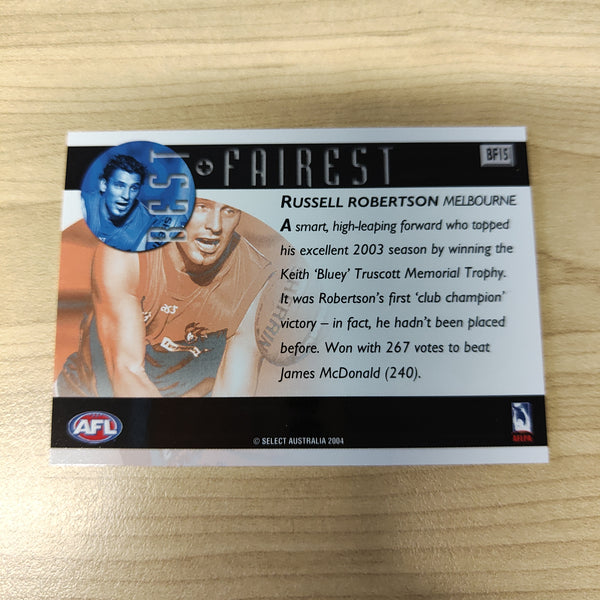 BEST + FAIREST
BF15
RUSSELL ROBERTSON MELBOURNE
A smart, high-leaping forward who topped
his excellent 2003 season by winning the
Keith ‘Bluey’ Truscott Memorial Trophy.
It was Robertson’s first ‘club champion’
victory – in fact, he hadn’t been placed
before. Won with 267 votes to beat
James McDonald (240).
AFL
© SELECT AUSTRALIA 2004
AFLPA